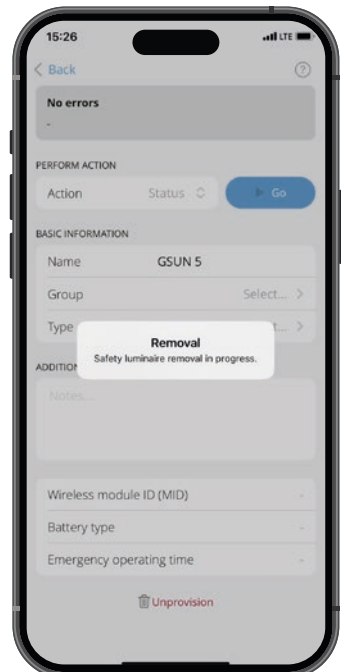 15:26 LTE
Back
No errors
-
PERFORM ACTION
Action Status Go
BASIC INFORMATION
Name GSUN 5
Group Select...
Type
Removal
Safety luminaire removal in progress.
Notes...
Wireless module ID (MID) -
Battery type -
Emergency operating time -
Unprovision